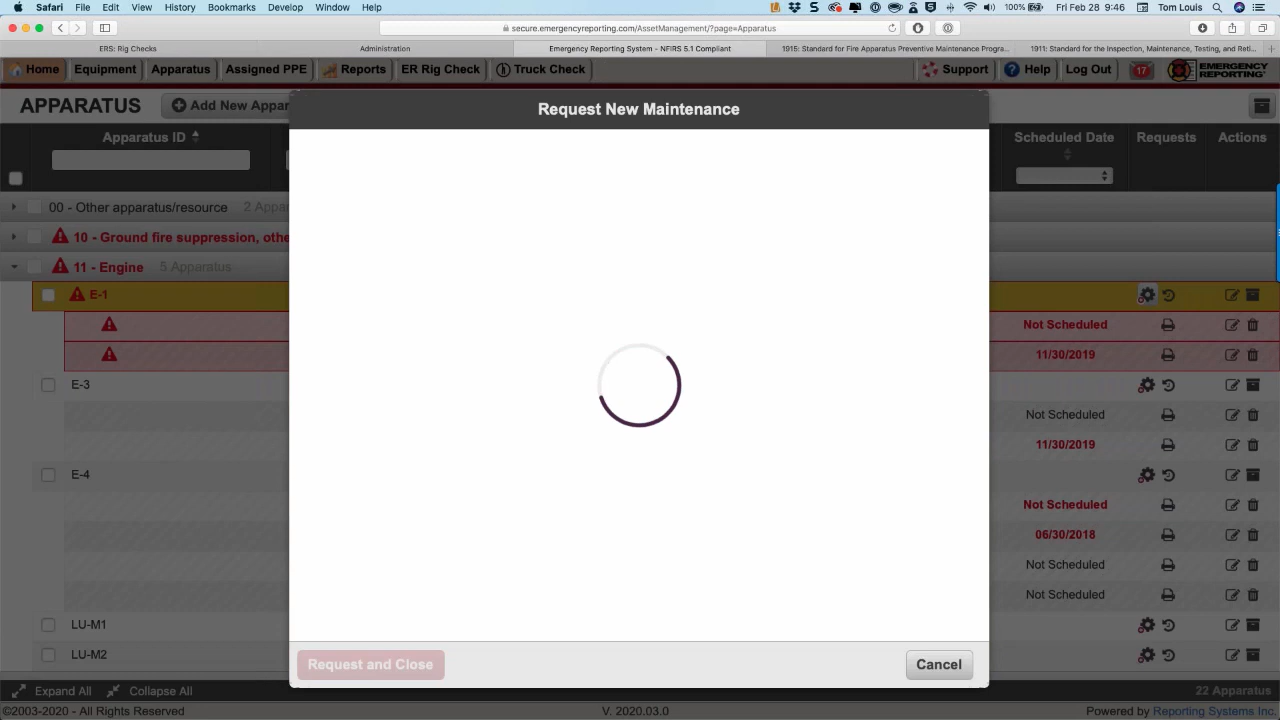 Safari File Edit View History Bookmarks Develop Window Help 100% Fri Feb 28 9:46 Tom Louis
secure.emergencyreporting.com/AssetManagement/?page=Apparatus
ERS: Rig Checks Administration Emergency Reporting System - NFIRS 5.1 Compliant 1915: Standard for Fire Apparatus Preventive Maintenance Progra... 1911: Standard for the Inspection, Maintenance, Testing, and Reti...
Home Equipment Apparatus Assigned PPE Reports ER Rig Check Truck Check Support Help Log Out 17 EMERGENCY REPORTING
APPARATUS Add New Appar
Request New Maintenance
Apparatus ID Scheduled Date Requests Actions
00 - Other apparatus/resource 2 Appa
10 - Ground fire suppression, othe
11 - Engine 5 Apparatus
E-1
Not Scheduled
11/30/2019
E-3
Not Scheduled
11/30/2019
E-4
Not Scheduled
06/30/2018
Not Scheduled
Not Scheduled
LU-M1
LU-M2
Request and Close Cancel
Expand All Collapse All 22 Apparatus
©2003-2020 - All Rights Reserved V. 2020.03.0 Powered by Reporting Systems Inc.